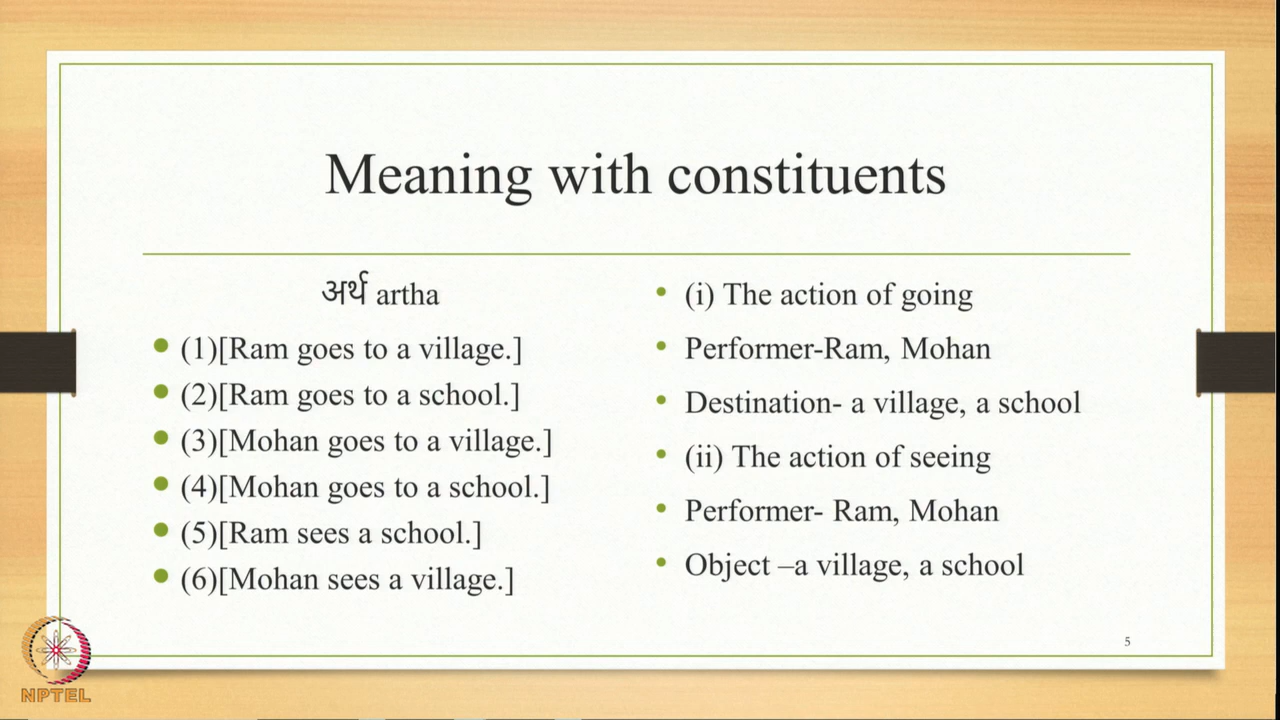 Meaning with constituents
अर्थ artha
(1)[Ram goes to a village.]
(2)[Ram goes to a school.]
(3)[Mohan goes to a village.]
(4)[Mohan goes to a school.]
(5)[Ram sees a school.]
(6)[Mohan sees a village.]
(i) The action of going
Performer-Ram, Mohan
Destination- a village, a school
(ii) The action of seeing
Performer- Ram, Mohan
Object –a village, a school
5
NPTEL